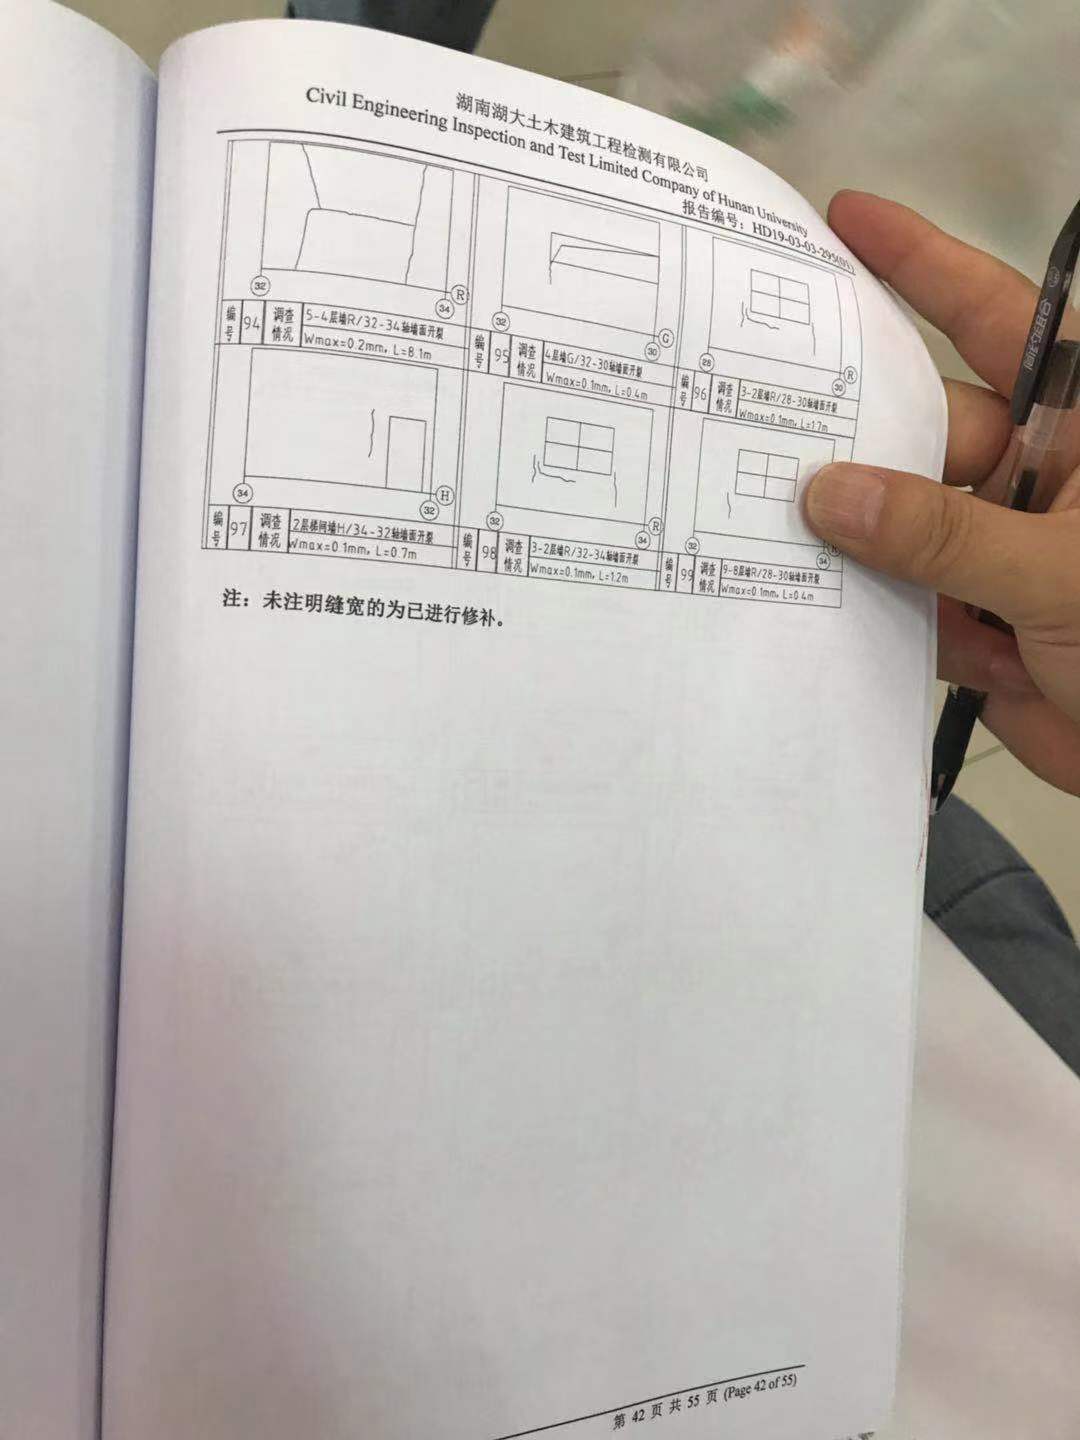 湖南湖大土木建筑工程检测有限公司
Civil Engineering Inspection and Test Limited Company of Hunan University
报告编号：HD19-03-03-295
32 34 R
编号 94 调查情况 5-4层墙R/32-34轴墙面开裂
Wmax=0.2mm, L=8.1m
32 30 G
编号 95 调查情况 4层墙G/32-30轴墙面开裂
Wmax=0.1mm, L=0.4m
28 30 R
编号 96 调查情况 3-2层墙R/28-30轴墙面开裂
Wmax=0.1mm, L=1.7m
34 32 H
编号 97 调查情况 2层梯间墙H/34-32轴墙面开裂
Wmax=0.1mm, L=0.7m
32 34 R
编号 98 调查情况 3-2层墙R/32-34轴墙面开裂
Wmax=0.1mm, L=1.2m
32 34
编号 99 调查情况 9-8层墙R/28-30轴墙面开裂
Wmax=0.1mm, L=0.4m
注：未注明缝宽的为已进行修补。
第 42 页 共 55 页 (Page 42 of 55)